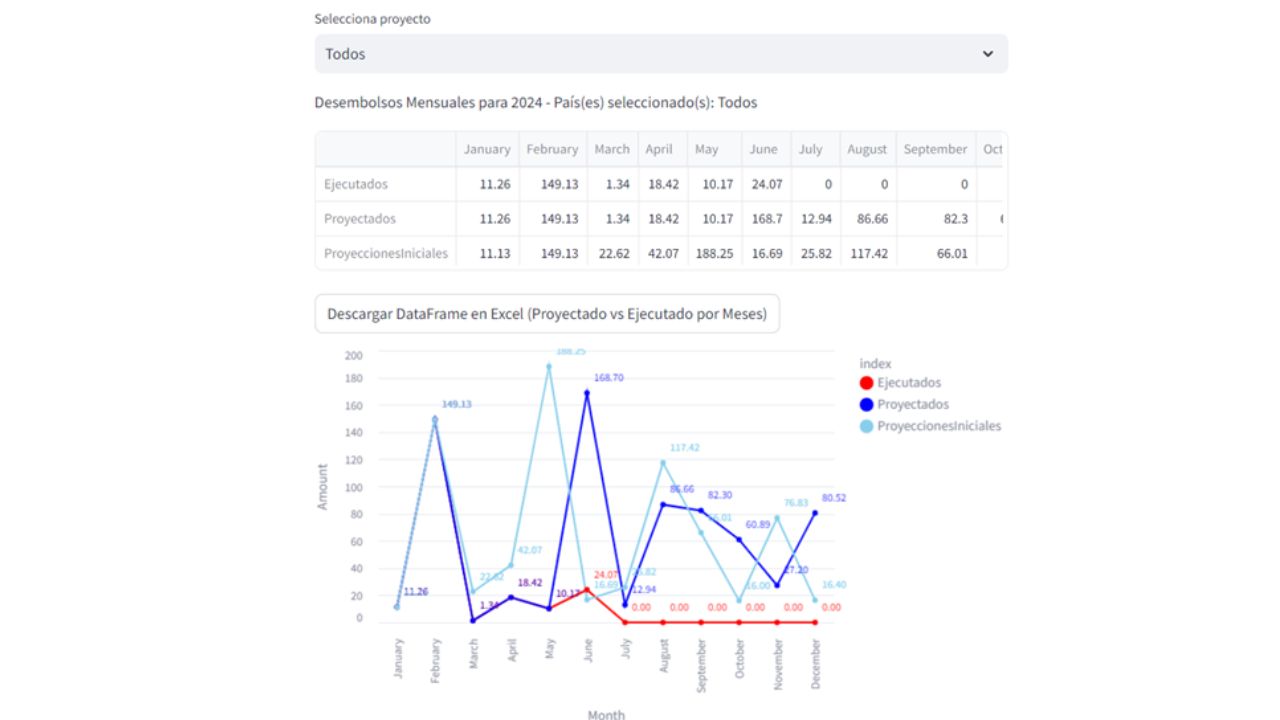 Selecciona proyecto
Todos
Desembolsos Mensuales para 2024 - País(es) seleccionado(s): Todos
January February March April May June July August September Oct
Ejecutados 11.26 149.13 1.34 18.42 10.17 24.07 0 0 0
Proyectados 11.26 149.13 1.34 18.42 10.17 168.7 12.94 86.66 82.3
ProyeccionesIniciales 11.13 149.13 22.62 42.07 188.25 16.69 25.82 117.42 66.01
Descargar DataFrame en Excel (Proyectado vs Ejecutado por Meses)
index
Ejecutados
Proyectados
ProyeccionesIniciales
Amount
200
180
160
140
120
100
80
60
40
20
0
188.25
168.70
149.13
117.42
86.66
82.30
80.52
76.83
60.89
42.07
27.20
22.62
24.07
16.69
12.94
16.00
16.40
11.26
1.34
18.42
10.17
0.00 0.00 0.00 0.00 0.00 0.00
January February March April May June July August September October November December
Month